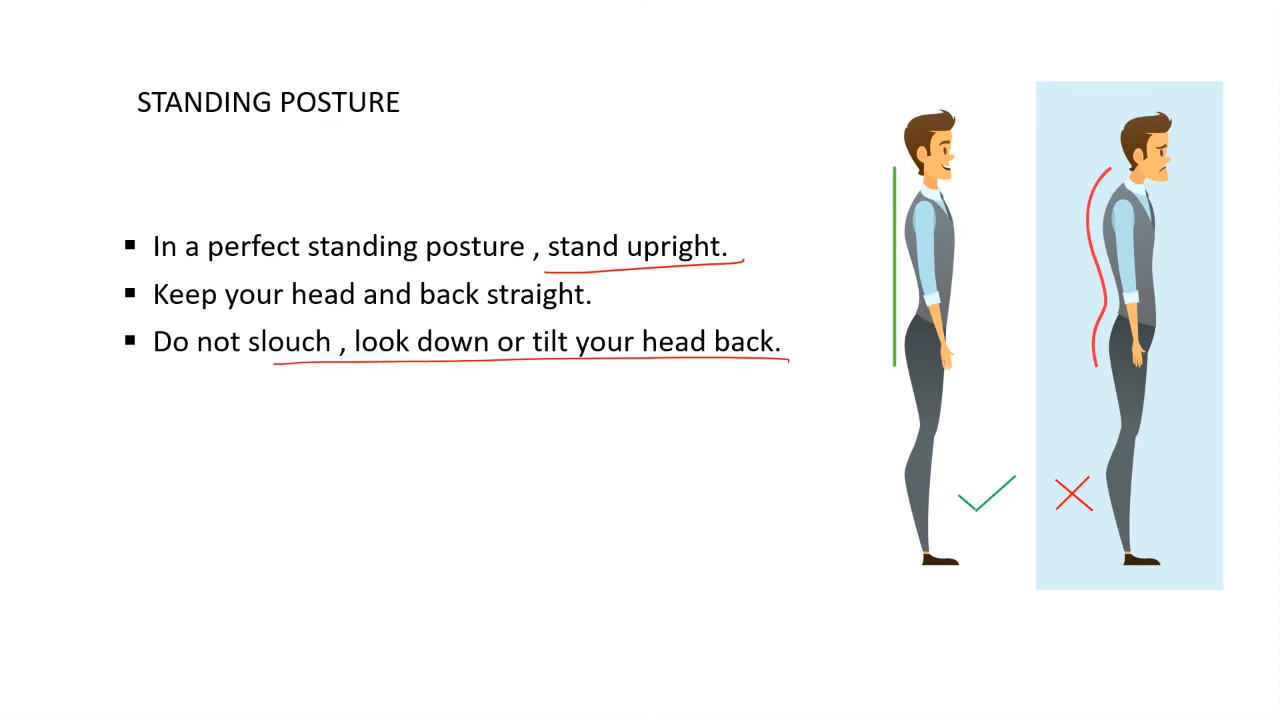 STANDING POSTURE
▪ In a perfect standing posture , stand upright.
▪ Keep your head and back straight.
▪ Do not slouch , look down or tilt your head back.